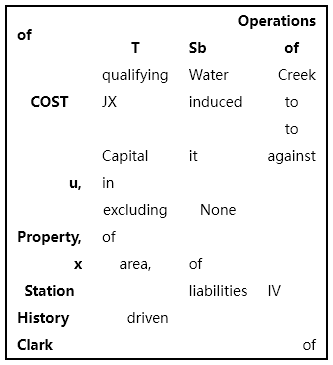 Operations
of
T Sb of
qualifying Water Creek
COST JX induced to
to
Capital it against
u, in
excluding None
Property, of
x area, of
Station liabilities IV
History driven
Clark of